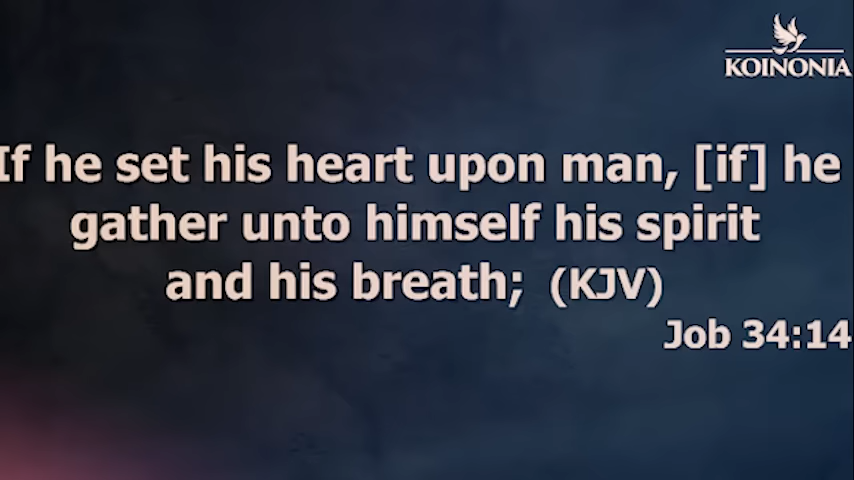 KOINONIA
If he set his heart upon man, [if] he
gather unto himself his spirit
and his breath; (KJV)
Job 34:14